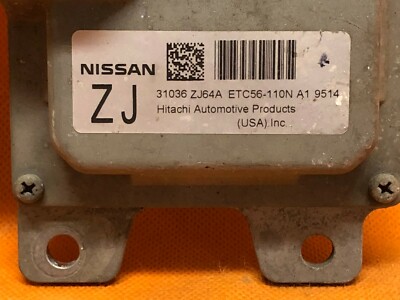 NISSAN
ZJ
31036 ZJ64A ETC56-110N A1 9514
Hitachi Automotive Products
(USA).Inc.